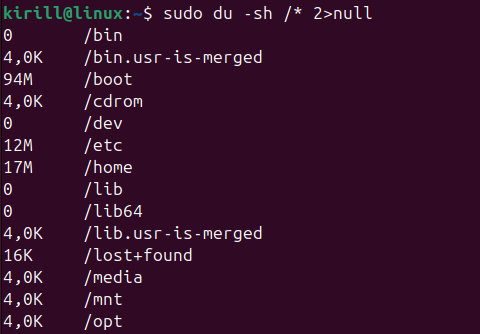 kirill@linux:~$ sudo du -sh /* 2>null
0 /bin
4,0K /bin.usr-is-merged
94M /boot
4,0K /cdrom
0 /dev
12M /etc
17M /home
0 /lib
0 /lib64
4,0K /lib.usr-is-merged
16K /lost+found
4,0K /media
4,0K /mnt
4,0K /opt